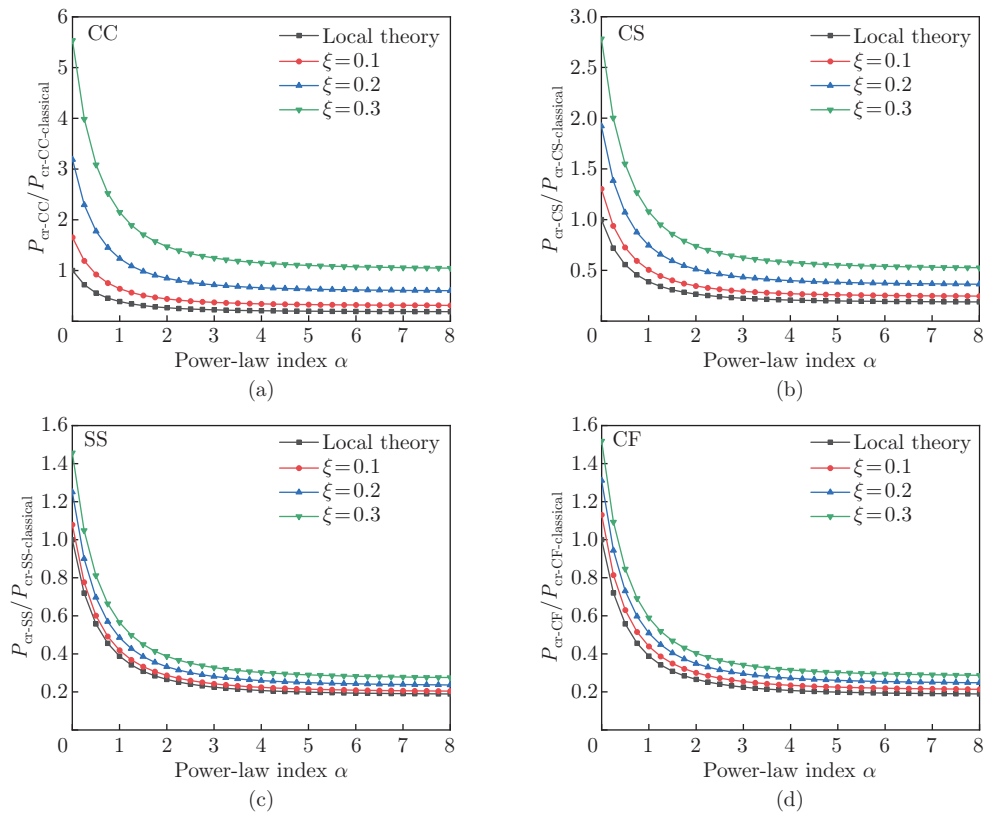 CC
Local theory
ξ=0.1
ξ=0.2
ξ=0.3
6
5
4
3
2
1
0
1 2 3 4 5 6 7 8
P_cr-CC/P_cr-CC-classical
Power-law index α
(a)
CS
Local theory
ξ=0.1
ξ=0.2
ξ=0.3
3.0
2.5
2.0
1.5
1.0
0.5
0
1 2 3 4 5 6 7 8
P_cr-CS/P_cr-CS-classical
Power-law index α
(b)
SS
Local theory
ξ=0.1
ξ=0.2
ξ=0.3
1.6
1.4
1.2
1.0
0.8
0.6
0.4
0.2
0
1 2 3 4 5 6 7 8
P_cr-SS/P_cr-SS-classical
Power-law index α
(c)
CF
Local theory
ξ=0.1
ξ=0.2
ξ=0.3
1.6
1.4
1.2
1.0
0.8
0.6
0.4
0.2
0
1 2 3 4 5 6 7 8
P_cr-CF/P_cr-CF-classical
Power-law index α
(d)